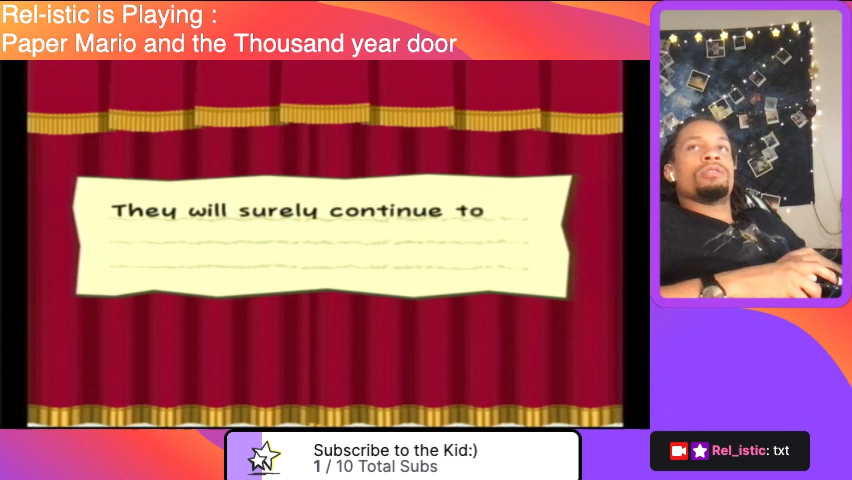 Rel-istic is Playing :
Paper Mario and the Thousand year door
They will surely continue to
Subscribe to the Kid:)
1 / 10 Total Subs
Rel_istic: txt